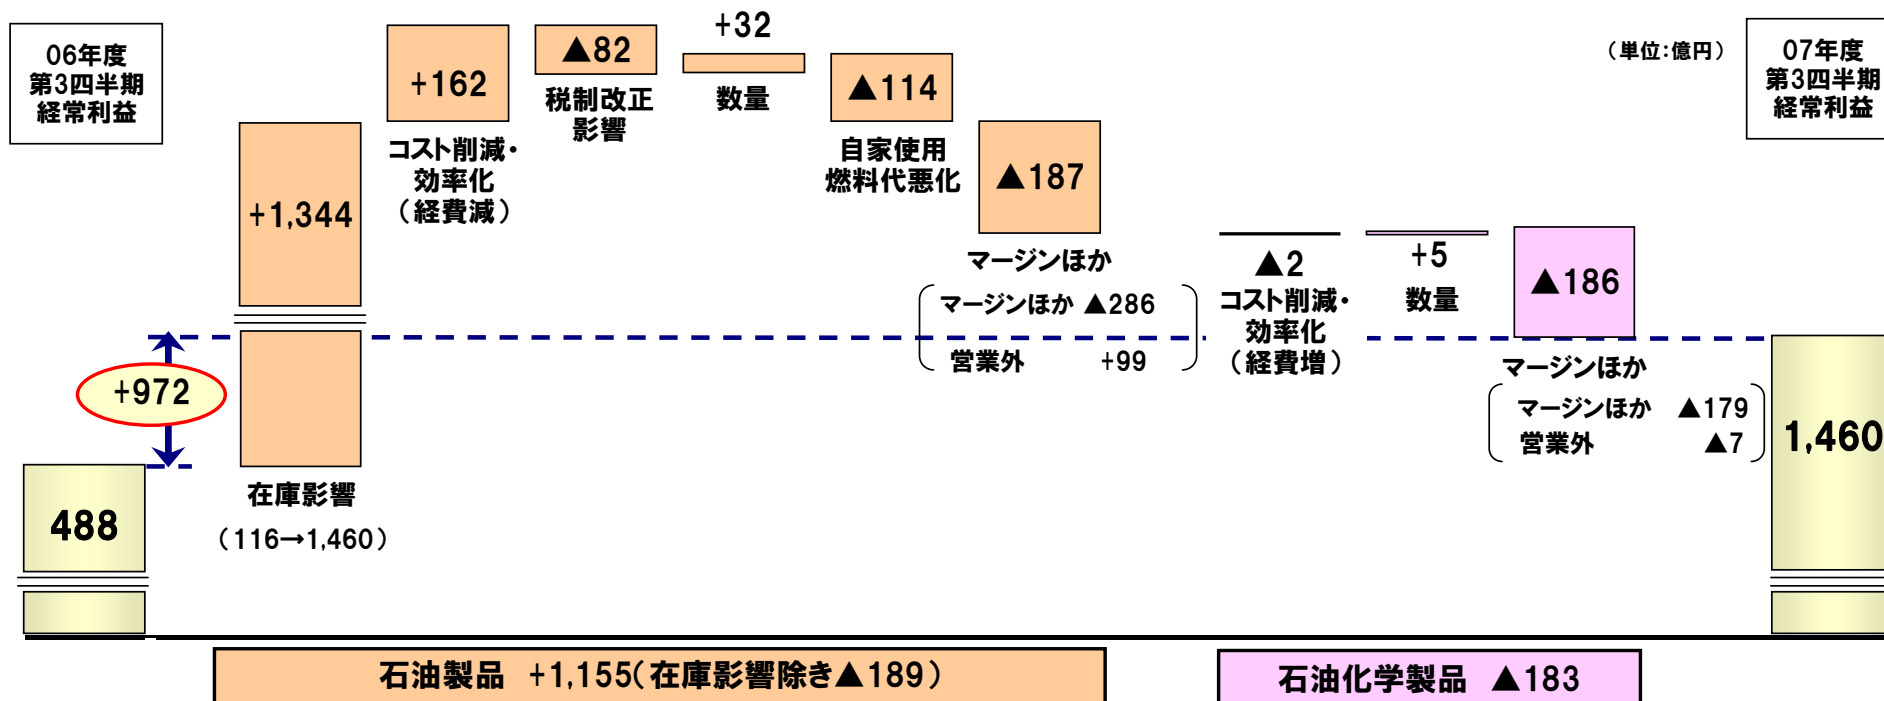 06年度
第3四半期
経常利益
（単位:億円）
07年度
第3四半期
経常利益
+972
488
+1,344
在庫影響
（116→1,460）
+162
コスト削減・
効率化
（経費減）
▲82
税制改正
影響
+32
数量
▲114
自家使用
燃料代悪化
▲187
マージンほか
マージンほか ▲286
営業外 +99
▲2
コスト削減・
効率化
（経費増）
+5
数量
▲186
マージンほか
マージンほか ▲179
営業外 ▲7
1,460
石油製品 +1,155（在庫影響除き▲189）
石油化学製品 ▲183